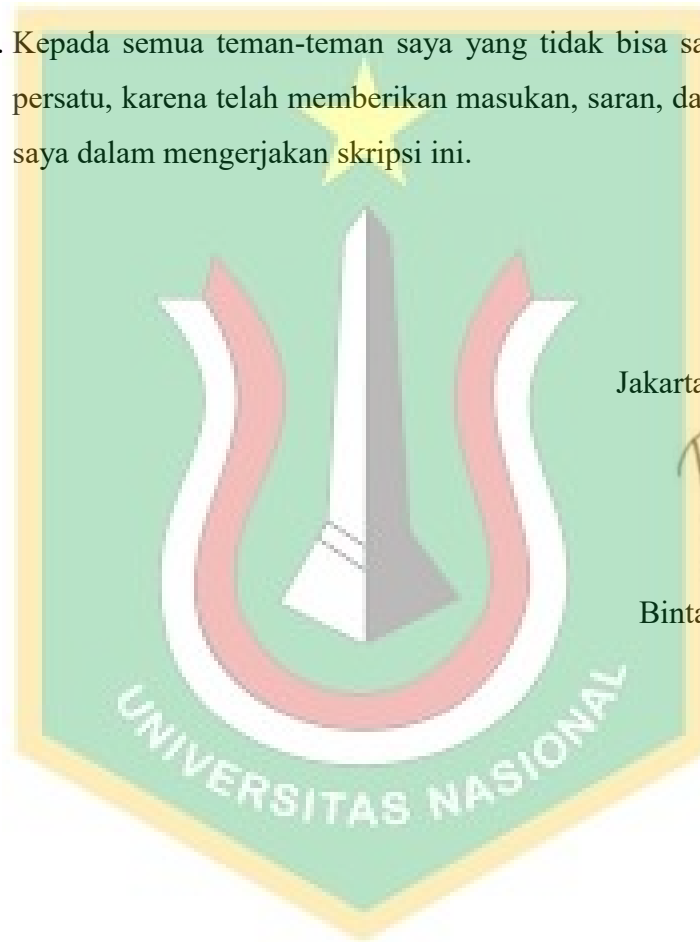 . Kepada semua teman-teman saya yang tidak bisa sa
persatu, karena telah memberikan masukan, saran, da
saya dalam mengerjakan skripsi ini.
Jakarta
Binta
UNIVERSITAS NASIONAL